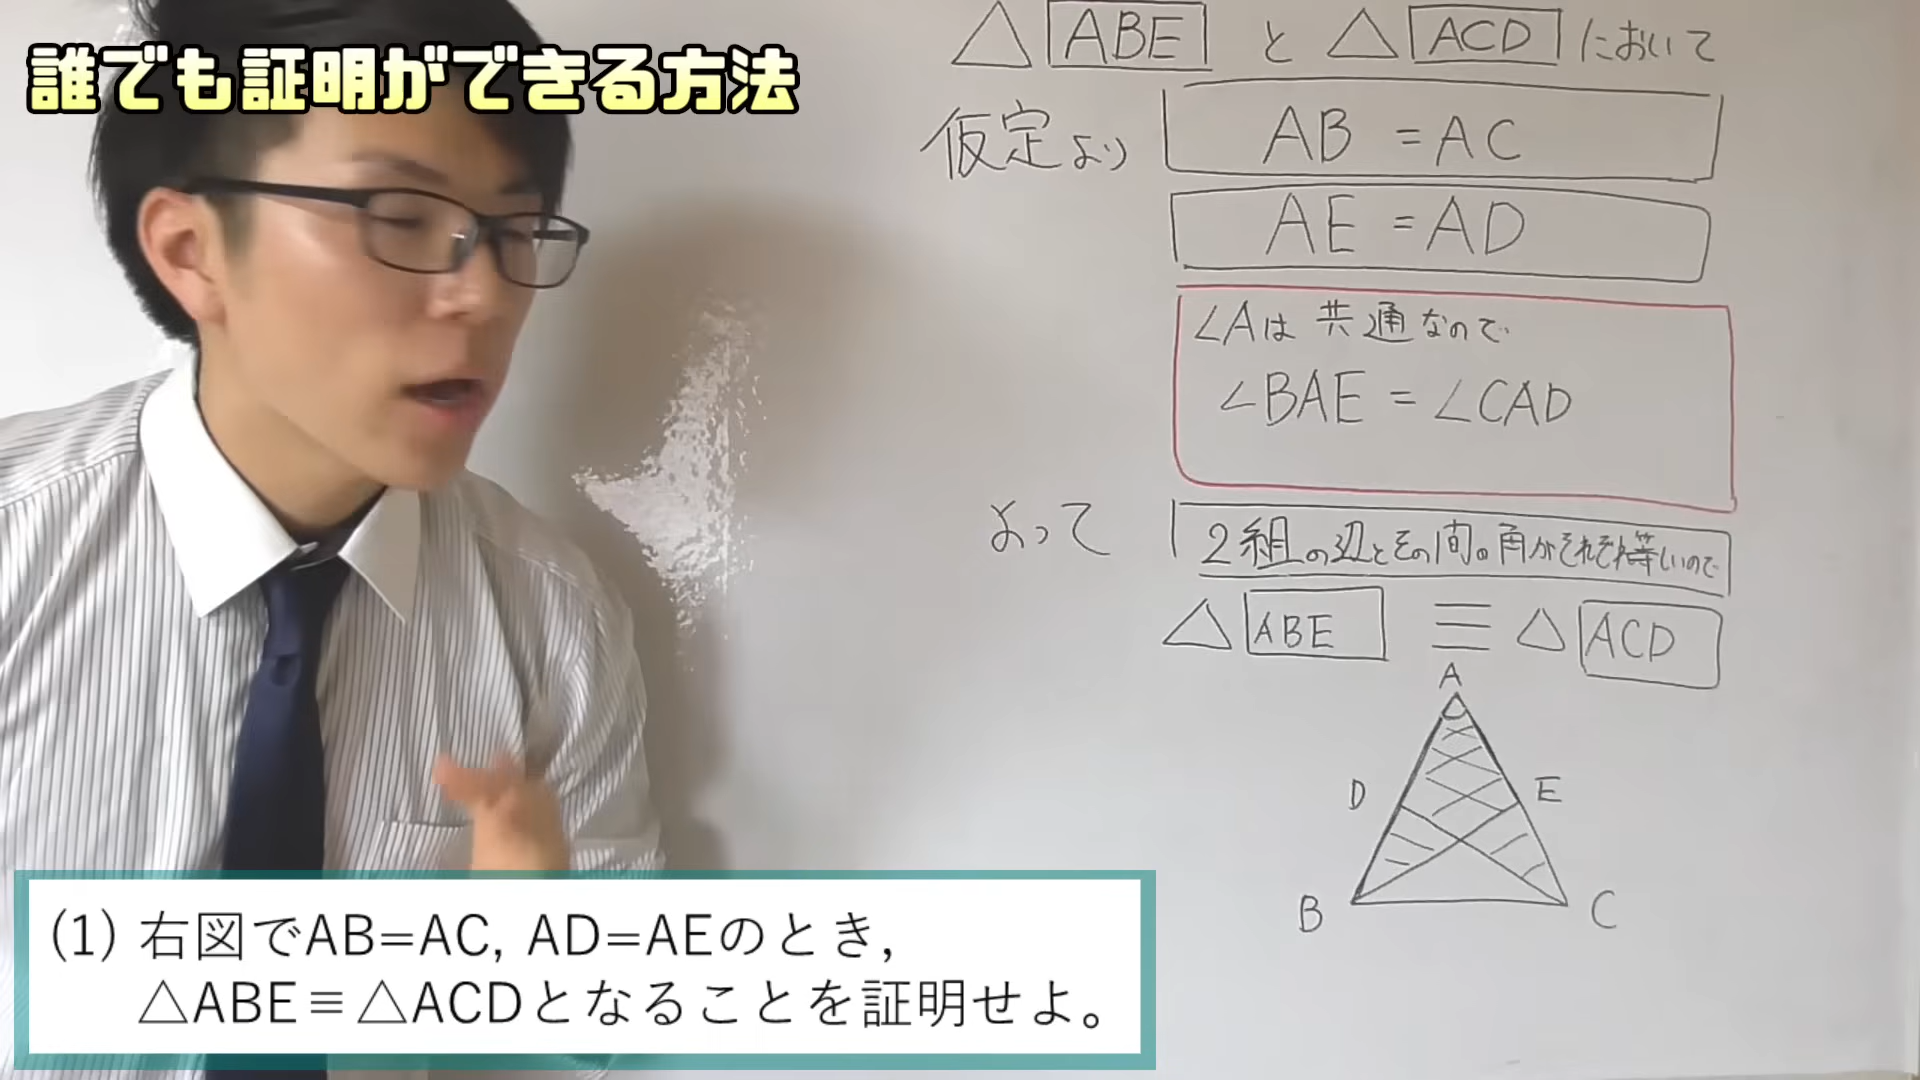 誰でも証明ができる方法
△ ABE と △ ACD において
仮定より AB = AC
AE = AD
∠Aは 共通なので
∠BAE = ∠CAD
よって 2組の辺とその間の角がそれぞれ等しいので
△ ABE ≡ △ ACD
A
D
E
B
C
(1) 右図でAB=AC, AD=AEのとき,
△ABE≡△ACDとなることを証明せよ。